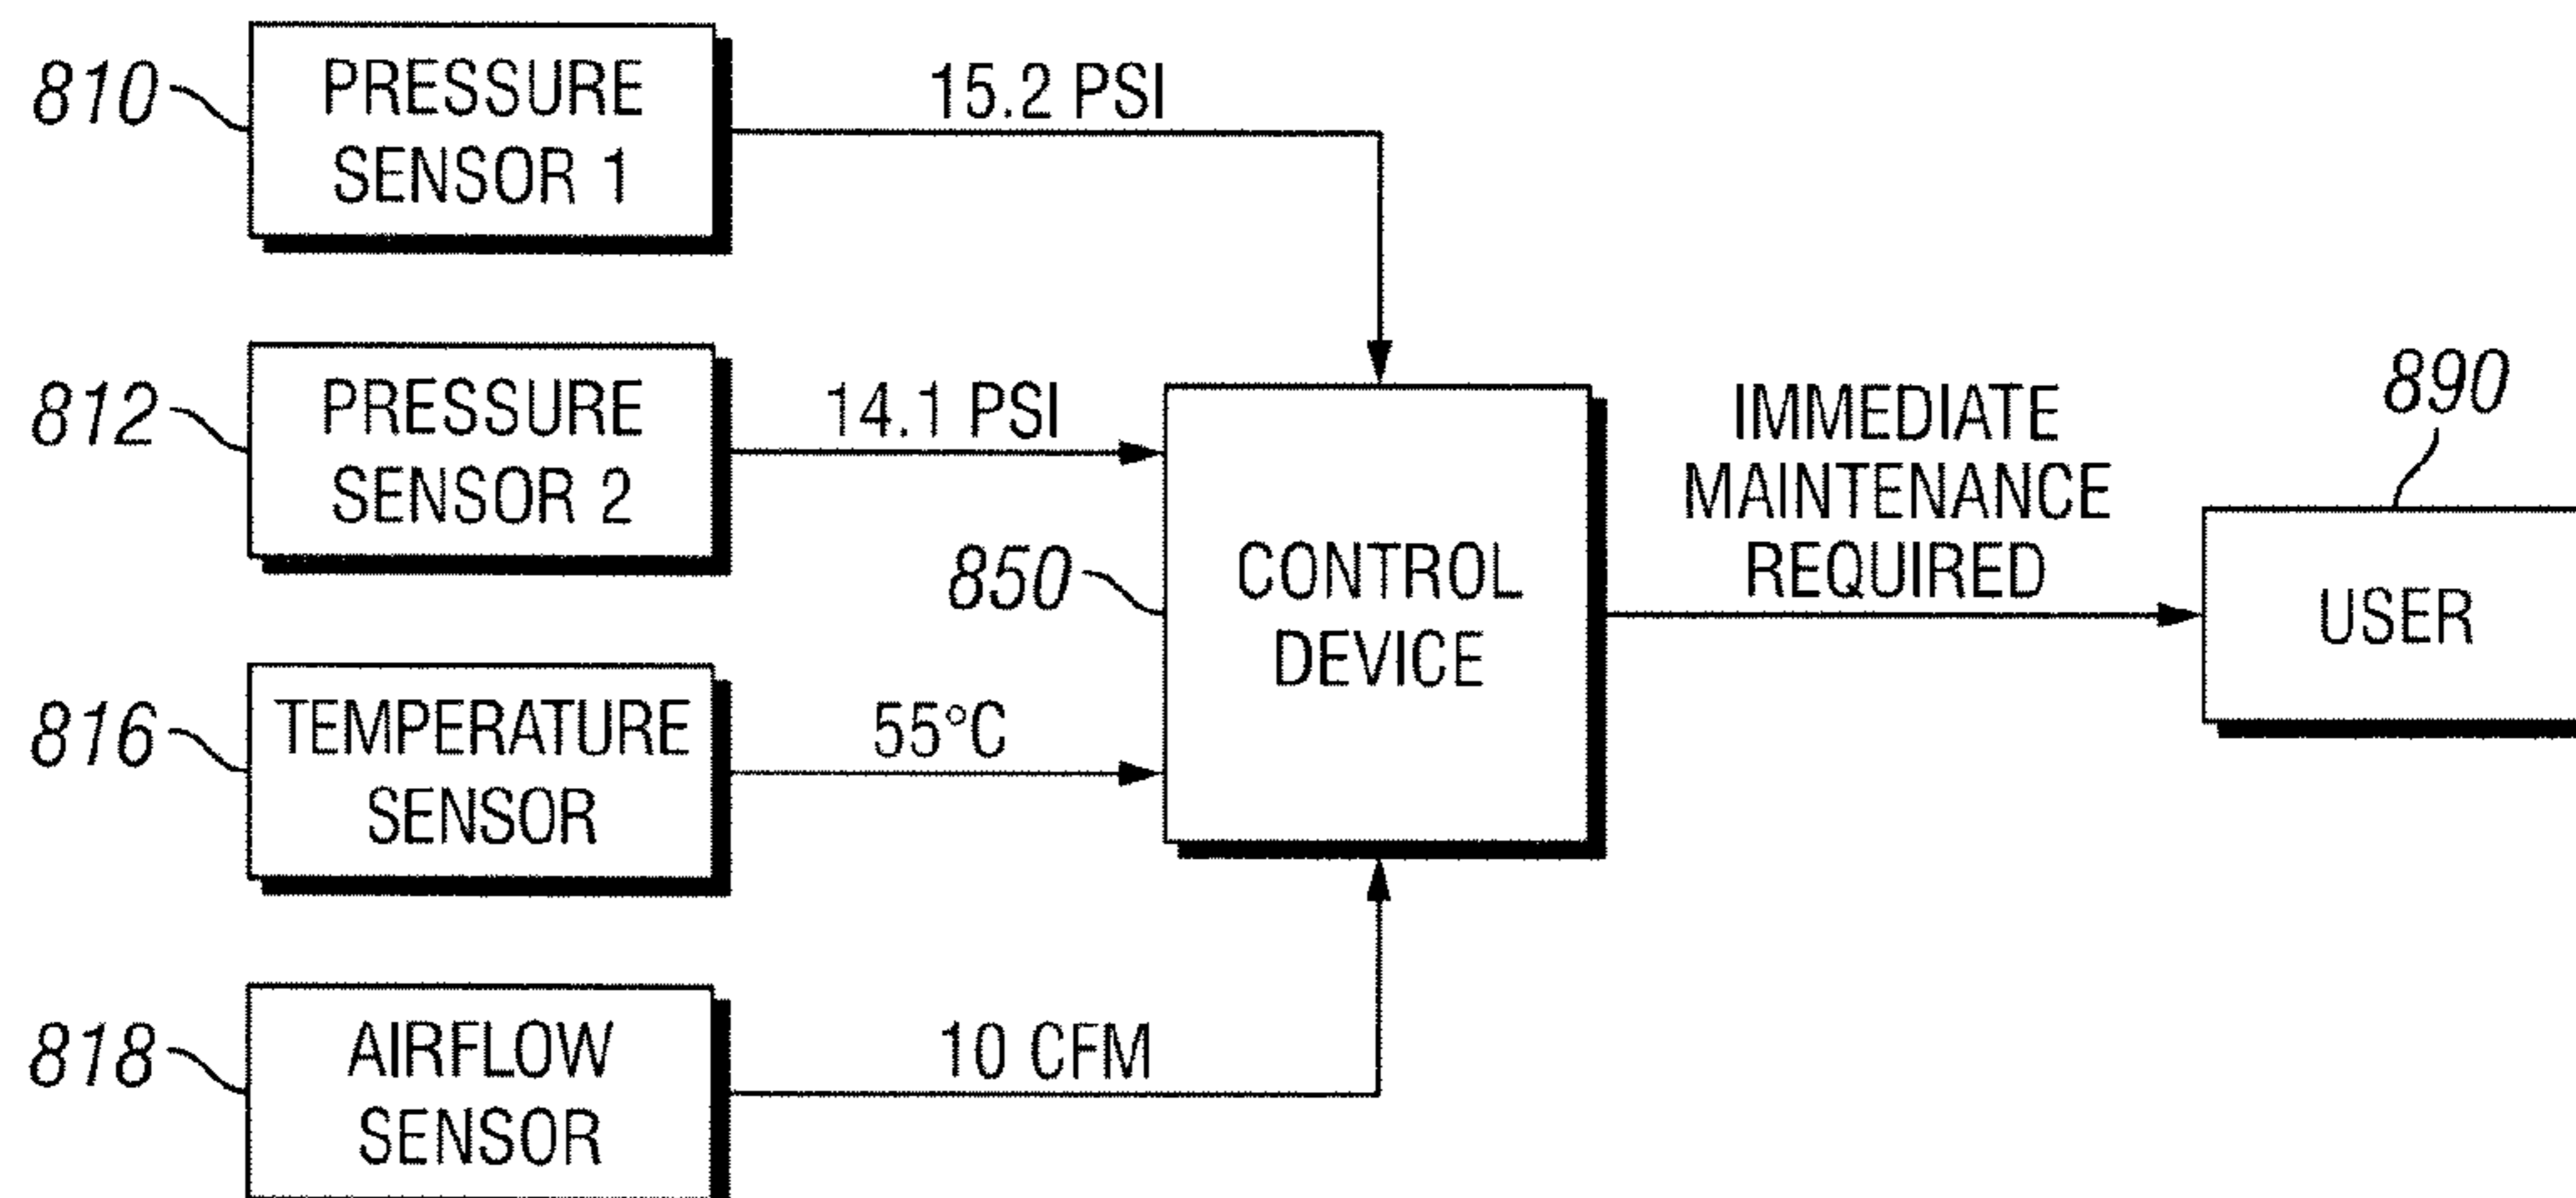 810
PRESSURE
SENSOR 1
15.2 PSI
812
PRESSURE
SENSOR 2
14.1 PSI
816
TEMPERATURE
SENSOR
55°C
818
AIRFLOW
SENSOR
10 CFM
850
CONTROL
DEVICE
IMMEDIATE
MAINTENANCE
REQUIRED
890
USER